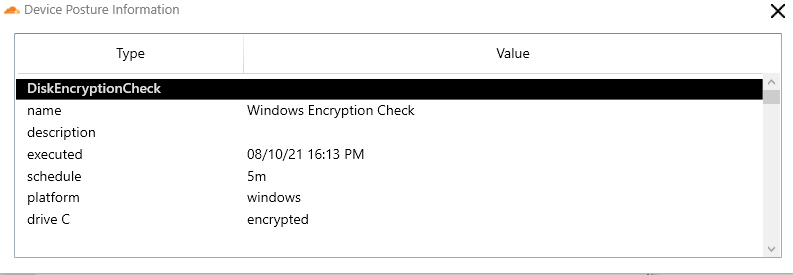 Device Posture Information
Type Value
DiskEncryptionCheck
name Windows Encryption Check
description
executed 08/10/21 16:13 PM
schedule 5m
platform windows
drive C encrypted